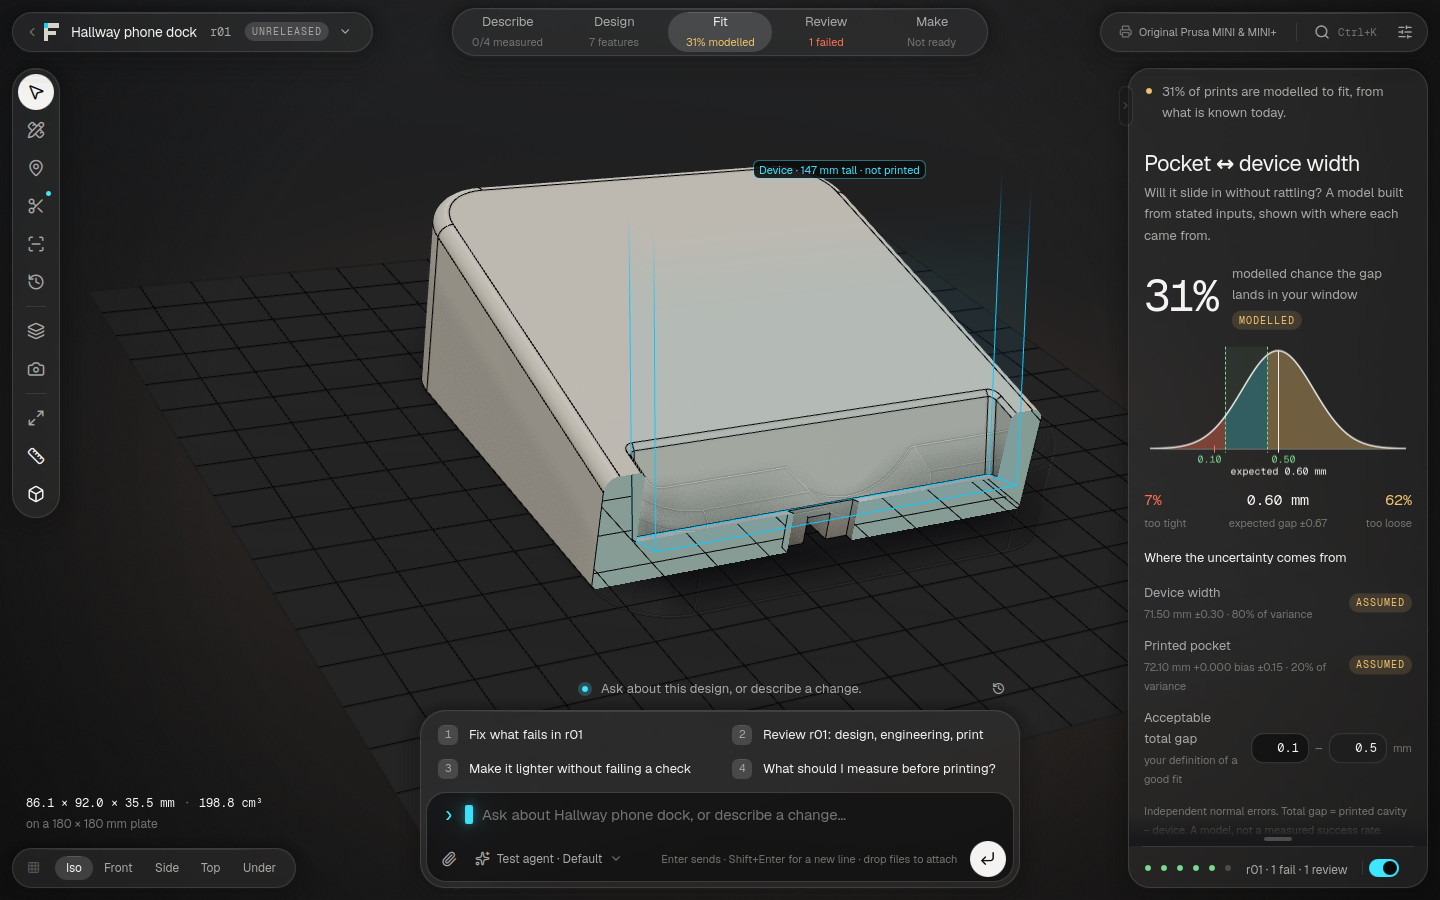 Hallway phone dock r01 UNRELEASED
Describe
0/4 measured
Design
7 features
Fit
31% modelled
Review
1 failed
Make
Not ready
Original Prusa MINI & MINI+
Ctrl+K
Device · 147 mm tall · not printed
31% of prints are modelled to fit, from
what is known today.
Pocket ↔ device width
Will it slide in without rattling? A model built
from stated inputs, shown with where each
came from.
31%
modelled chance the gap
lands in your window
MODELLED
0.10 0.50
expected 0.60 mm
7% 0.60 mm 62%
too tight expected gap ±0.67 too loose
Where the uncertainty comes from
Device width
71.50 mm ±0.30 · 80% of variance
ASSUMED
Printed pocket
72.10 mm +0.000 bias ±0.15 · 20% of
variance
ASSUMED
Acceptable
total gap
your definition of a
good fit
0.1 – 0.5 mm
Independent normal errors. Total gap = printed cavity
– device. A model, not a measured success rate.
r01 · 1 fail · 1 review
Ask about this design, or describe a change.
1 Fix what fails in r01
2 Review r01: design, engineering, print
3 Make it lighter without failing a check
4 What should I measure before printing?
Ask about Hallway phone dock, or describe a change...
Test agent · Default
Enter sends · Shift+Enter for a new line · drop files to attach
86.1 × 92.0 × 35.5 mm · 198.8 cm³
on a 180 × 180 mm plate
Iso Front Side Top Under